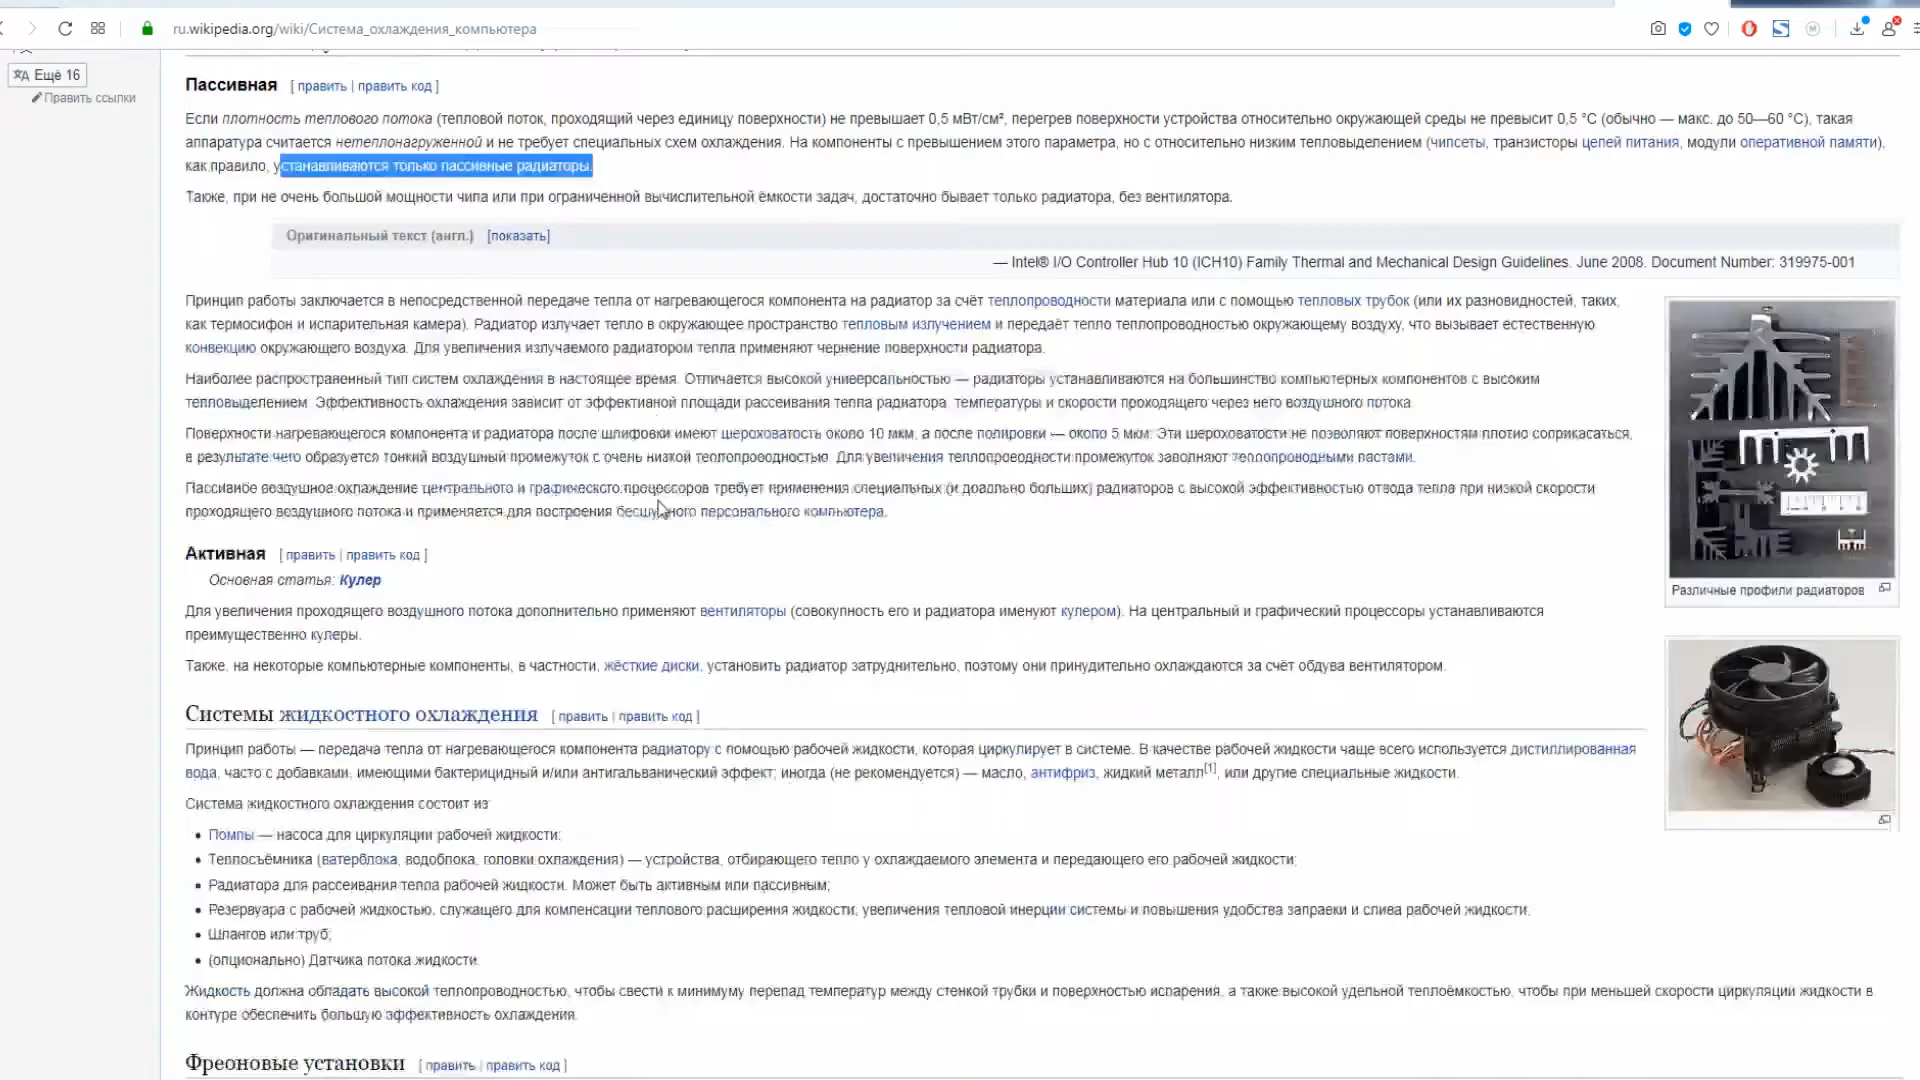 ru.wikipedia.org/wiki/Система_охлаждения_компьютера
Ещё 16
Править ссылки
Пассивная [ править | править код ]
Если плотность теплового потока (тепловой поток, проходящий через единицу поверхности) не превышает 0,5 мВт/см², перегрев поверхности устройства относительно окружающей среды не превысит 0,5 °C (обычно — макс. до 50—60 °C), такая
аппаратура считается нетеплонагруженной и не требует специальных схем охлаждения. На компоненты с превышением этого параметра, но с относительно низким тепловыделением (чипсеты, транзисторы цепей питания, модули оперативной памяти),
как правило, устанавливаются только пассивные радиаторы.
Также, при не очень большой мощности чипа или при ограниченной вычислительной ёмкости задач, достаточно бывает только радиатора, без вентилятора.
Оригинальный текст (англ.) [показать]
— Intel® I/O Controller Hub 10 (ICH10) Family Thermal and Mechanical Design Guidelines. June 2008. Document Number: 319975-001
Принцип работы заключается в непосредственной передаче тепла от нагревающегося компонента на радиатор за счёт теплопроводности материала или с помощью тепловых трубок (или их разновидностей, таких,
как термосифон и испарительная камера). Радиатор излучает тепло в окружающее пространство тепловым излучением и передаёт тепло теплопроводностью окружающему воздуху, что вызывает естественную
конвекцию окружающего воздуха. Для увеличения излучаемого радиатором тепла применяют чернение поверхности радиатора.
Наиболее распространенный тип систем охлаждения в настоящее время. Отличается высокой универсальностью — радиаторы устанавливаются на большинство компьютерных компонентов с высоким
тепловыделением. Эффективность охлаждения зависит от эффективной площади рассеивания тепла радиатора, температуры и скорости проходящего через него воздушного потока.
Поверхности нагревающегося компонента и радиатора после шлифовки имеют шероховатость около 10 мкм, а после полировки — около 5 мкм. Эти шероховатости не позволяют поверхностям плотно соприкасаться,
в результате чего образуется тонкий воздушный промежуток с очень низкой теплопроводностью. Для увеличения теплопроводности промежуток заполняют теплопроводными пастами.
Пассивное воздушное охлаждение центрального и графического процессоров требует применения специальных (и довольно больших) радиаторов с высокой эффективностью отвода тепла при низкой скорости
проходящего воздушного потока и применяется для построения бесшумного персонального компьютера.
Различные профили радиаторов
Активная [ править | править код ]
Основная статья: Кулер
Для увеличения проходящего воздушного потока дополнительно применяют вентиляторы (совокупность его и радиатора именуют кулером). На центральный и графический процессоры устанавливаются
преимущественно кулеры.
Также, на некоторые компьютерные компоненты, в частности, жёсткие диски, установить радиатор затруднительно, поэтому они принудительно охлаждаются за счёт обдува вентилятором.
Системы жидкостного охлаждения [ править | править код ]
Принцип работы — передача тепла от нагревающегося компонента радиатору с помощью рабочей жидкости, которая циркулирует в системе. В качестве рабочей жидкости чаще всего используется дистиллированная
вода, часто с добавками, имеющими бактерицидный и/или антигальванический эффект; иногда (не рекомендуется) — масло, антифриз, жидкий металл[1], или другие специальные жидкости.
Система жидкостного охлаждения состоит из
• Помпы — насоса для циркуляции рабочей жидкости;
• Теплосъёмника (ватерблока, водоблока, головки охлаждения) — устройства, отбирающего тепло у охлаждаемого элемента и передающего его рабочей жидкости;
• Радиатора для рассеивания тепла рабочей жидкости. Может быть активным или пассивным;
• Резервуара с рабочей жидкостью, служащего для компенсации теплового расширения жидкости, увеличения тепловой инерции системы и повышения удобства заправки и слива рабочей жидкости.
• Шлангов или труб;
• (опционально) Датчика потока жидкости.
Жидкость должна обладать высокой теплопроводностью, чтобы свести к минимуму перепад температур между стенкой трубки и поверхностью испарения, а также высокой удельной теплоёмкостью, чтобы при меньшей скорости циркуляции жидкости в
контуре обеспечить большую эффективность охлаждения.
Фреоновые установки [ править | править код ]